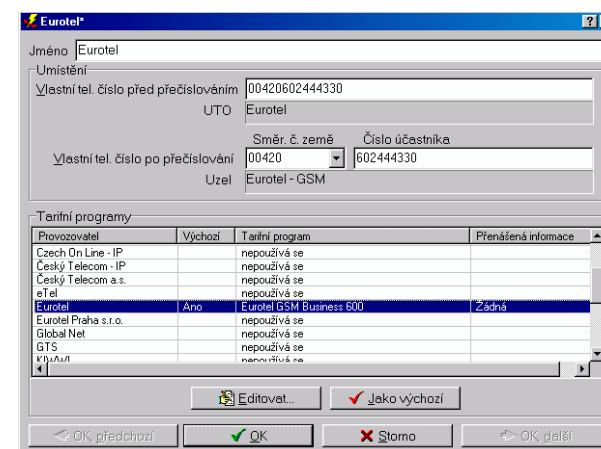 Eurotel*
Jméno Eurotel
Umístění
Vlastní tel. číslo před přečíslováním 00420602444330
UTO Eurotel
Směr. č. země Číslo účastníka
Vlastní tel. číslo po přečíslování 00420 602444330
Uzel Eurotel - GSM
Tarifní programy
Provozovatel Výchozí Tarifní program Přenášená informace
Czech On Line - IP nepoužívá se
Český Telecom - IP nepoužívá se
Český Telecom a.s. nepoužívá se
eTel nepoužívá se
Eurotel Ano Eurotel GSM Business 600 Žádná
Eurotel Praha s.r.o. nepoužívá se
Global Net nepoužívá se
GTS nepoužívá se
nepoužívá se
Editovat... Jako výchozí
OK, předchozí OK Storno OK, další